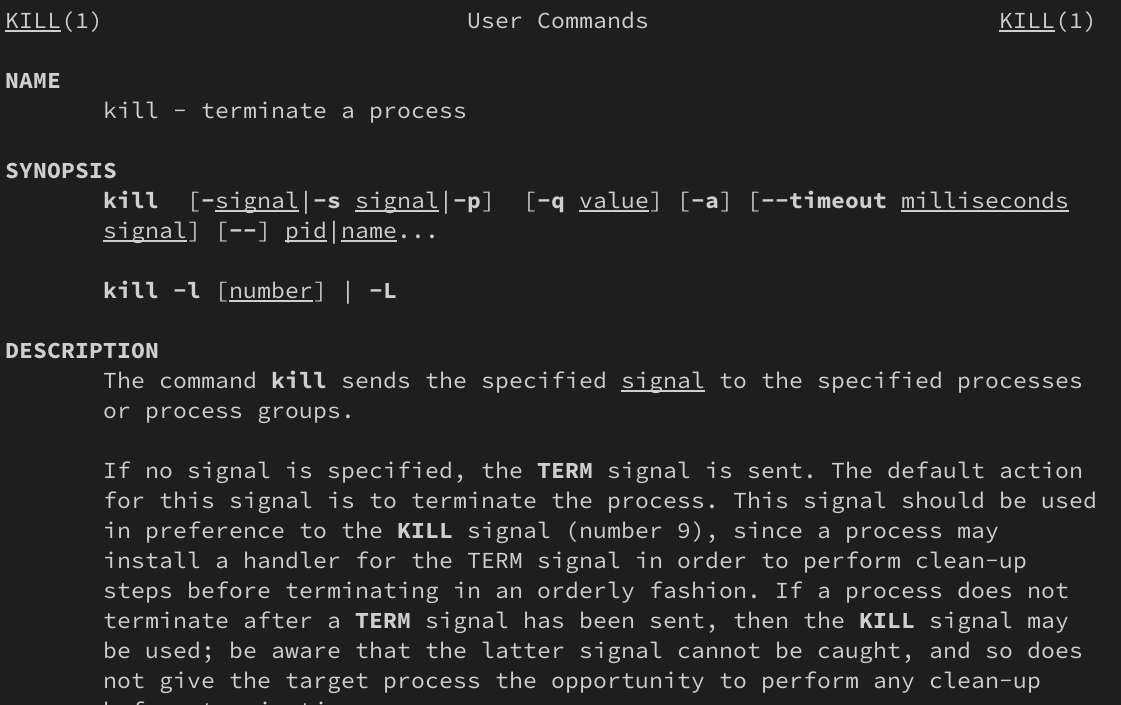 KILL(1) User Commands KILL(1)
NAME
kill - terminate a process
SYNOPSIS
kill [-signal|-s signal|-p] [-q value] [-a] [--timeout milliseconds
signal] [--] pid|name...
kill -l [number] | -L
DESCRIPTION
The command kill sends the specified signal to the specified processes
or process groups.
If no signal is specified, the TERM signal is sent. The default action
for this signal is to terminate the process. This signal should be used
in preference to the KILL signal (number 9), since a process may
install a handler for the TERM signal in order to perform clean-up
steps before terminating in an orderly fashion. If a process does not
terminate after a TERM signal has been sent, then the KILL signal may
be used; be aware that the latter signal cannot be caught, and so does
not give the target process the opportunity to perform any clean-up